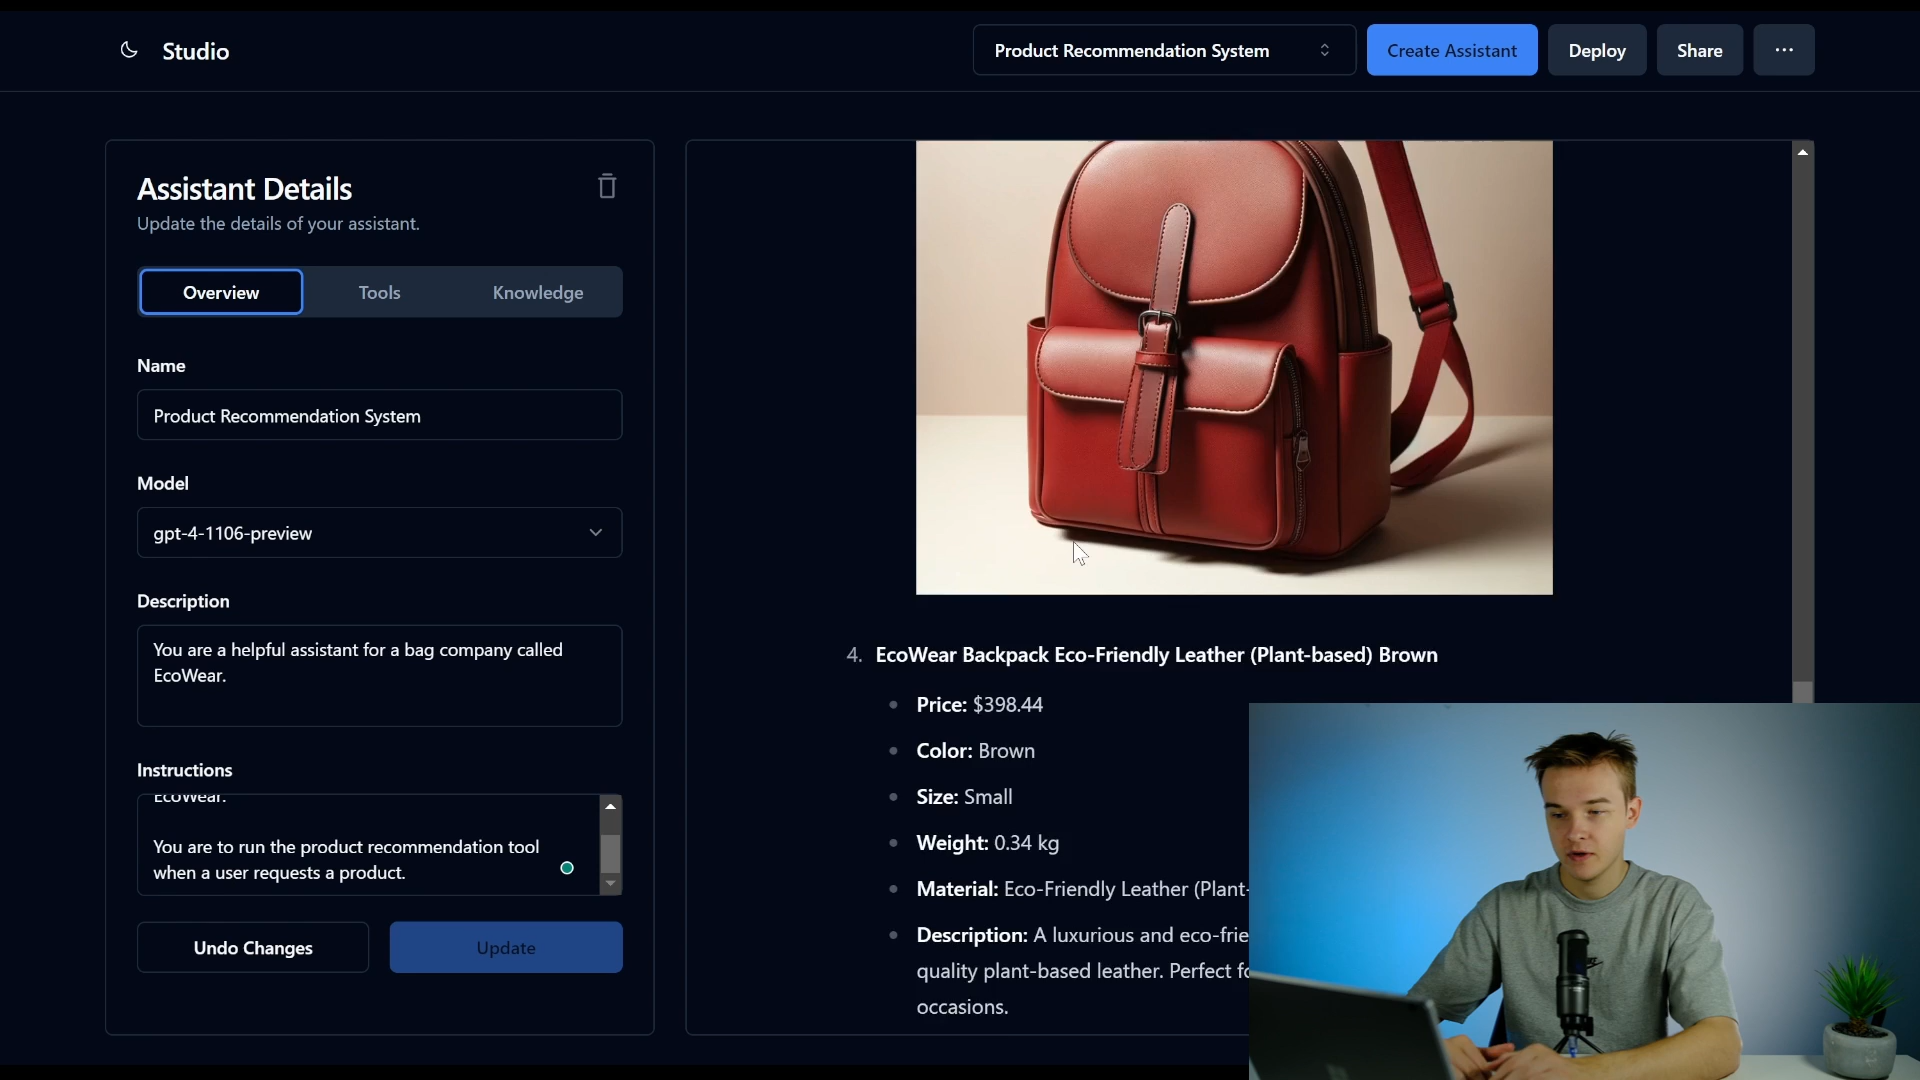 Studio
Product Recommendation System
Create Assistant
Deploy
Share
Assistant Details
Update the details of your assistant.
Overview
Tools
Knowledge
Name
Product Recommendation System
Model
gpt-4-1106-preview
Description
You are a helpful assistant for a bag company called
EcoWear.
Instructions
EcoWear.
You are to run the product recommendation tool
when a user requests a product.
Undo Changes
Update
4. EcoWear Backpack Eco-Friendly Leather (Plant-based) Brown
Price: $398.44
Color: Brown
Size: Small
Weight: 0.34 kg
Material: Eco-Friendly Leather (Plant-
Description: A luxurious and eco-frie
quality plant-based leather. Perfect fo
occasions.